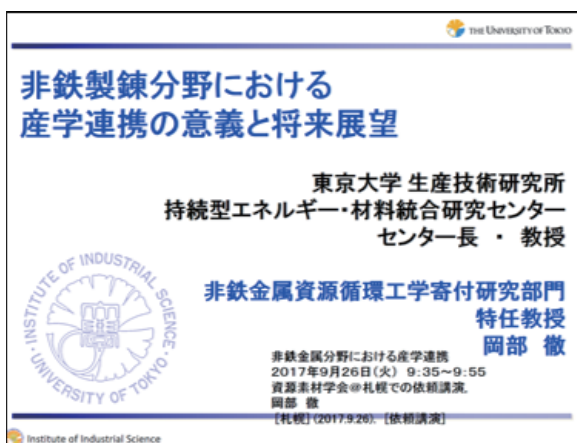 THE UNIVERSITY OF TOKYO
非鉄製錬分野における
産学連携の意義と将来展望
東京大学 生産技術研究所
持続型エネルギー・材料統合研究センター
センター長 ・ 教授
非鉄金属資源循環工学寄付研究部門
特任教授
岡部 徹
INSTITUTE OF INDUSTRIAL SCIENCE
UNIVERSITY OF TOKYO
非鉄金属分野における産学連携
2017年9月26日(火) 9:35~9:55
資源素材学会@札幌での依頼講演,
岡部 徹
[札幌] (2017.9.26). [依頼講演]
Institute of Industrial Science